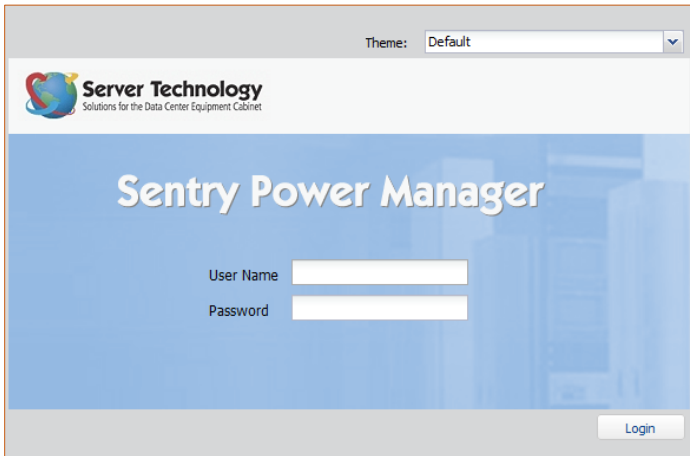 Theme: Default
Server Technology
Solutions for the Data Center Equipment Cabinet
Sentry Power Manager
User Name
Password
Login